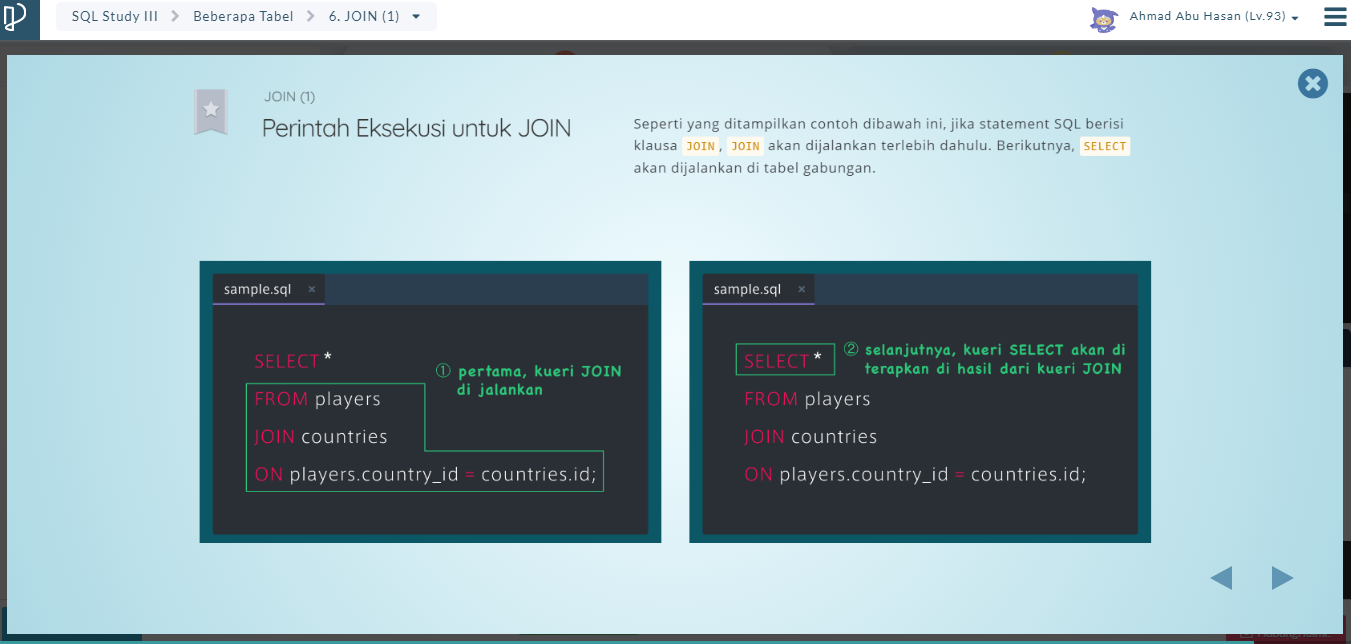 SQL Study III
Beberapa Tabel
6. JOIN (1)
Ahmad Abu Hasan (Lv.93)
JOIN (1)
Perintah Eksekusi untuk JOIN
Seperti yang ditampilkan contoh dibawah ini, jika statement SQL berisi
klausa JOIN, JOIN akan dijalankan terlebih dahulu. Berikutnya, SELECT
akan dijalankan di tabel gabungan.
sample.sql ×
SELECT *
① pertama, kueri JOIN
di jalankan
FROM players
JOIN countries
ON players.country_id = countries.id;
sample.sql ×
SELECT *
② selanjutnya, kueri SELECT akan di
terapkan di hasil dari kueri JOIN
FROM players
JOIN countries
ON players.country_id = countries.id;